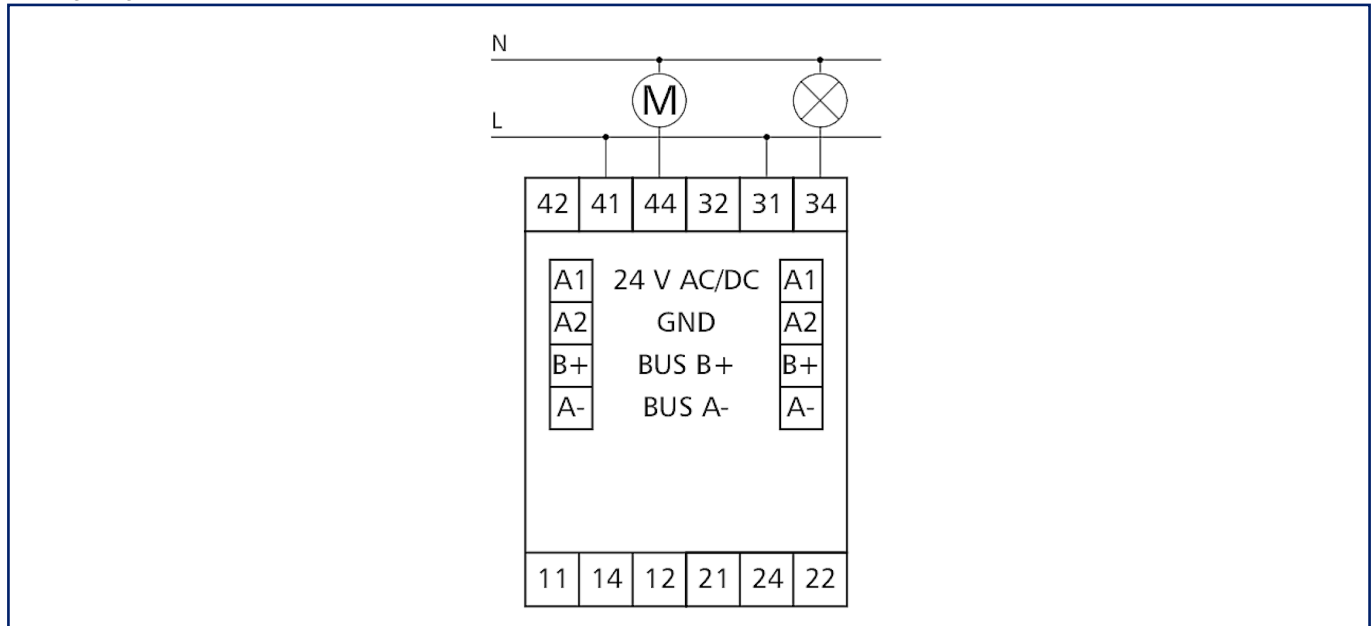 N
M
L
42 41 44 32 31 34
A1 24 V AC/DC A1
A2 GND A2
B+ BUS B+ B+
A- BUS A- A-
11 14 12 21 24 22